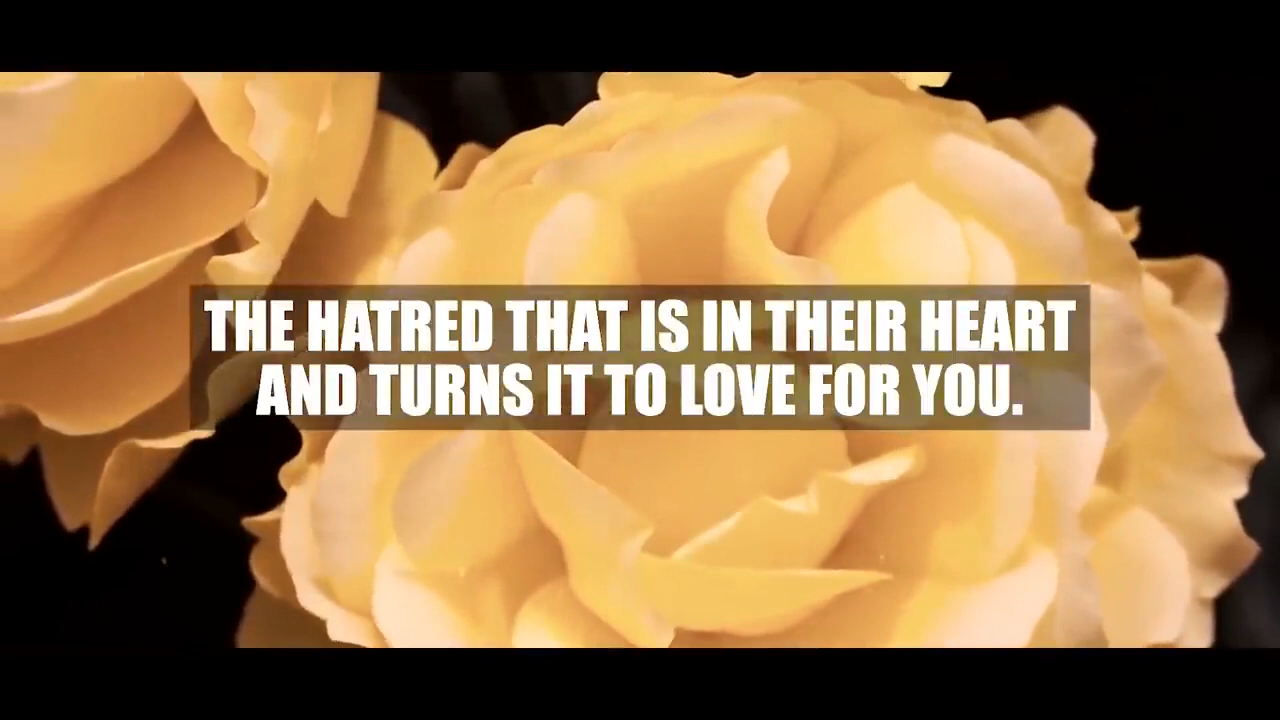 THE HATRED THAT IS IN THEIR HEART
AND TURNS IT TO LOVE FOR YOU.